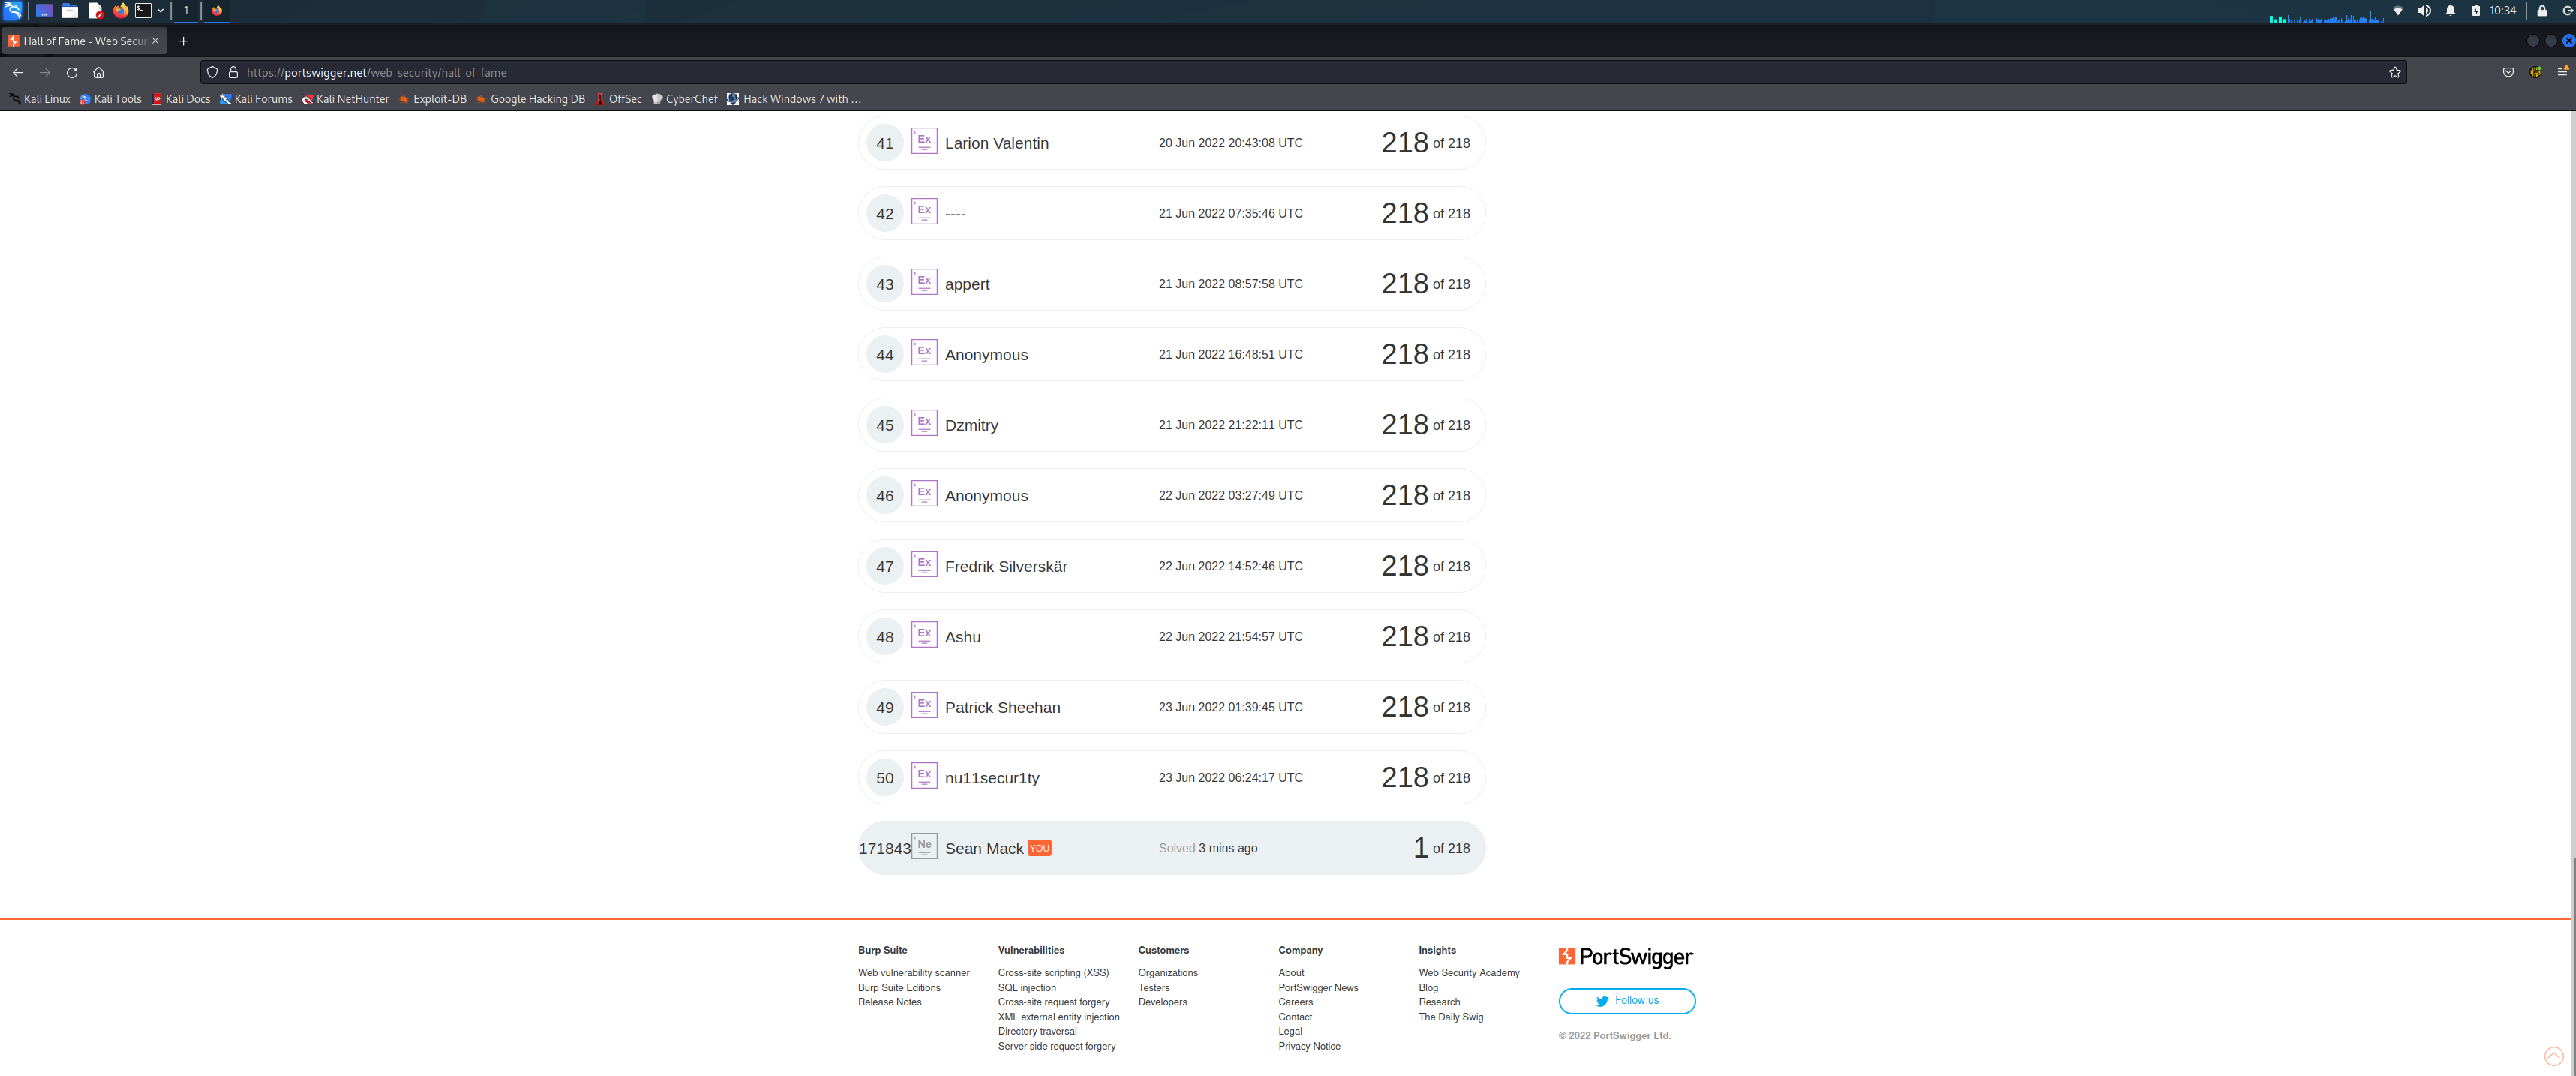 1
10:34
Hall of Fame - Web Secur
https://portswigger.net/web-security/hall-of-fame
Kali Linux Kali Tools Kali Docs Kali Forums Kali NetHunter Exploit-DB Google Hacking DB OffSec CyberChef Hack Windows 7 with …
41 Ex Larion Valentin 20 Jun 2022 20:43:08 UTC 218 of 218
42 Ex ---- 21 Jun 2022 07:35:46 UTC 218 of 218
43 Ex appert 21 Jun 2022 08:57:58 UTC 218 of 218
44 Ex Anonymous 21 Jun 2022 16:48:51 UTC 218 of 218
45 Ex Dzmitry 21 Jun 2022 21:22:11 UTC 218 of 218
46 Ex Anonymous 22 Jun 2022 03:27:49 UTC 218 of 218
47 Ex Fredrik Silverskär 22 Jun 2022 14:52:46 UTC 218 of 218
48 Ex Ashu 22 Jun 2022 21:54:57 UTC 218 of 218
49 Ex Patrick Sheehan 23 Jun 2022 01:39:45 UTC 218 of 218
50 Ex nu11secur1ty 23 Jun 2022 06:24:17 UTC 218 of 218
171843 Ne Sean Mack YOU Solved 3 mins ago 1 of 218
Burp Suite
Web vulnerability scanner
Burp Suite Editions
Release Notes
Vulnerabilities
Cross-site scripting (XSS)
SQL injection
Cross-site request forgery
XML external entity injection
Directory traversal
Server-side request forgery
Customers
Organizations
Testers
Developers
Company
About
PortSwigger News
Careers
Contact
Legal
Privacy Notice
Insights
Web Security Academy
Blog
Research
The Daily Swig
PortSwigger
Follow us
© 2022 PortSwigger Ltd.